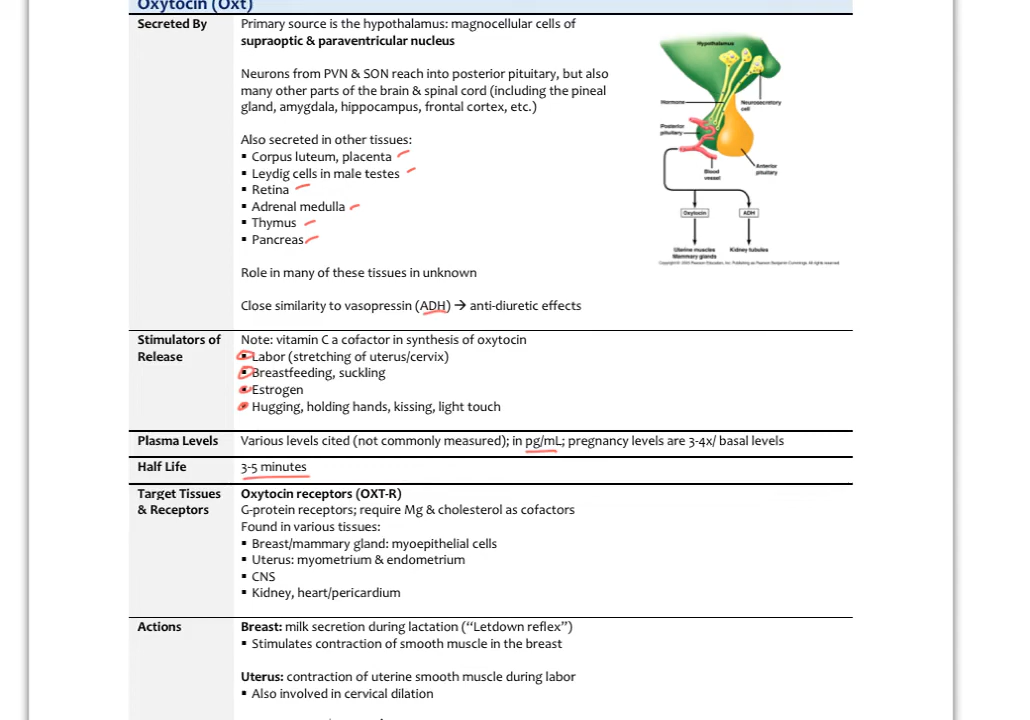 Oxytocin (Oxt)
Secreted By
Primary source is the hypothalamus: magnocellular cells of
supraoptic & paraventricular nucleus
Neurons from PVN & SON reach into posterior pituitary, but also
many other parts of the brain & spinal cord (including the pineal
gland, amygdala, hippocampus, frontal cortex, etc.)
Also secreted in other tissues:
▪ Corpus luteum, placenta
▪ Leydig cells in male testes
▪ Retina
▪ Adrenal medulla
▪ Thymus
▪ Pancreas
Role in many of these tissues in unknown
Close similarity to vasopressin (ADH) → anti-diuretic effects
Hypothalamus
Hormone
Neurosecretory
cell
Posterior
pituitary
Blood
vessel
Anterior
pituitary
Oxytocin
ADH
Uterine muscles
Mammary glands
Kidney tubules
Stimulators of
Release
Note: vitamin C a cofactor in synthesis of oxytocin
▪ Labor (stretching of uterus/cervix)
▪ Breastfeeding, suckling
▪ Estrogen
▪ Hugging, holding hands, kissing, light touch
Plasma Levels
Various levels cited (not commonly measured); in pg/mL; pregnancy levels are 3-4x/ basal levels
Half Life
3-5 minutes
Target Tissues
& Receptors
Oxytocin receptors (OXT-R)
G-protein receptors; require Mg & cholesterol as cofactors
Found in various tissues:
▪ Breast/mammary gland: myoepithelial cells
▪ Uterus: myometrium & endometrium
▪ CNS
▪ Kidney, heart/pericardium
Actions
Breast: milk secretion during lactation (“Letdown reflex”)
▪ Stimulates contraction of smooth muscle in the breast
Uterus: contraction of uterine smooth muscle during labor
▪ Also involved in cervical dilation